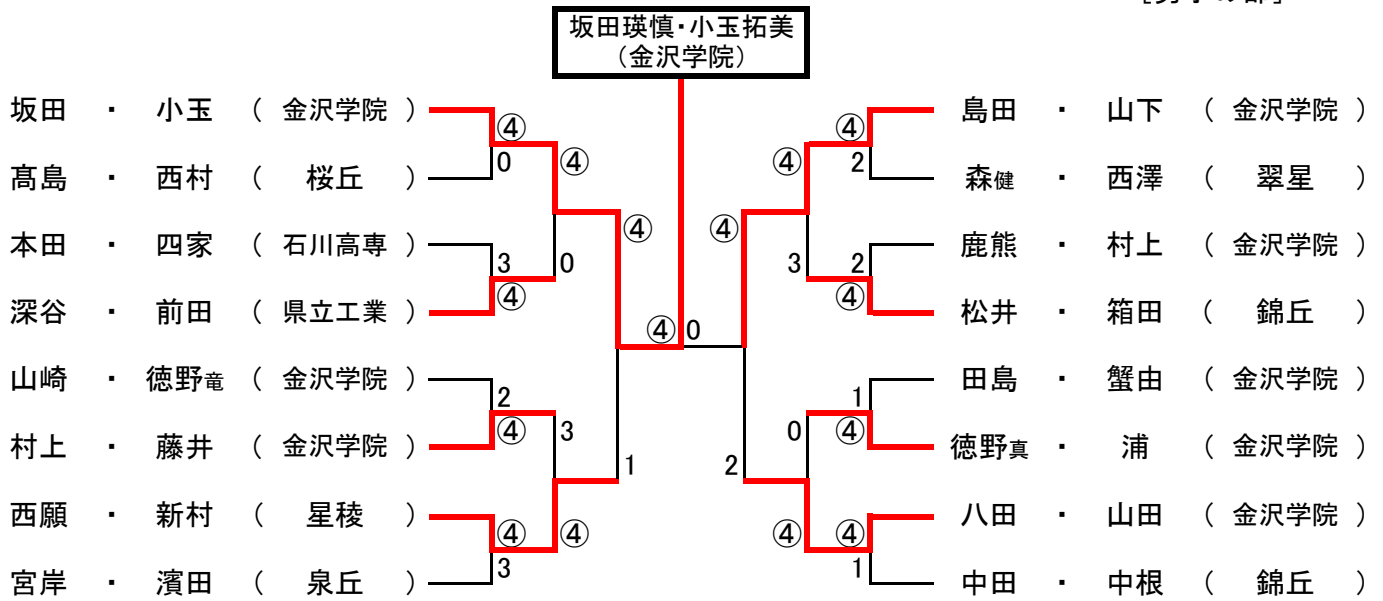 坂田瑛慎・小玉拓美
(金沢学院)
坂田 ・ 小玉 ( 金沢学院 ) ④ ④ 島田 ・ 山下 ( 金沢学院 )
0 ④ ④ 2
髙島 ・ 西村 ( 桜丘 ) 森健 ・ 西澤 ( 翠星 )
④ ④
本田 ・ 四家 ( 石川高専 ) 鹿熊 ・ 村上 ( 金沢学院 )
3 0 3 2
④ ④
深谷 ・ 前田 ( 県立工業 ) 松井 ・ 箱田 ( 錦丘 )
④ 0
山崎 ・ 徳野竜 ( 金沢学院 ) 田島 ・ 蟹由 ( 金沢学院 )
2 1
④ 3 0 ④
村上 ・ 藤井 ( 金沢学院 ) 徳野真 ・ 浦 ( 金沢学院 )
1 2
西願 ・ 新村 ( 星稜 ) 八田 ・ 山田 ( 金沢学院 )
④ ④ ④ ④
3 1
宮岸 ・ 濱田 ( 泉丘 ) 中田 ・ 中根 ( 錦丘 )